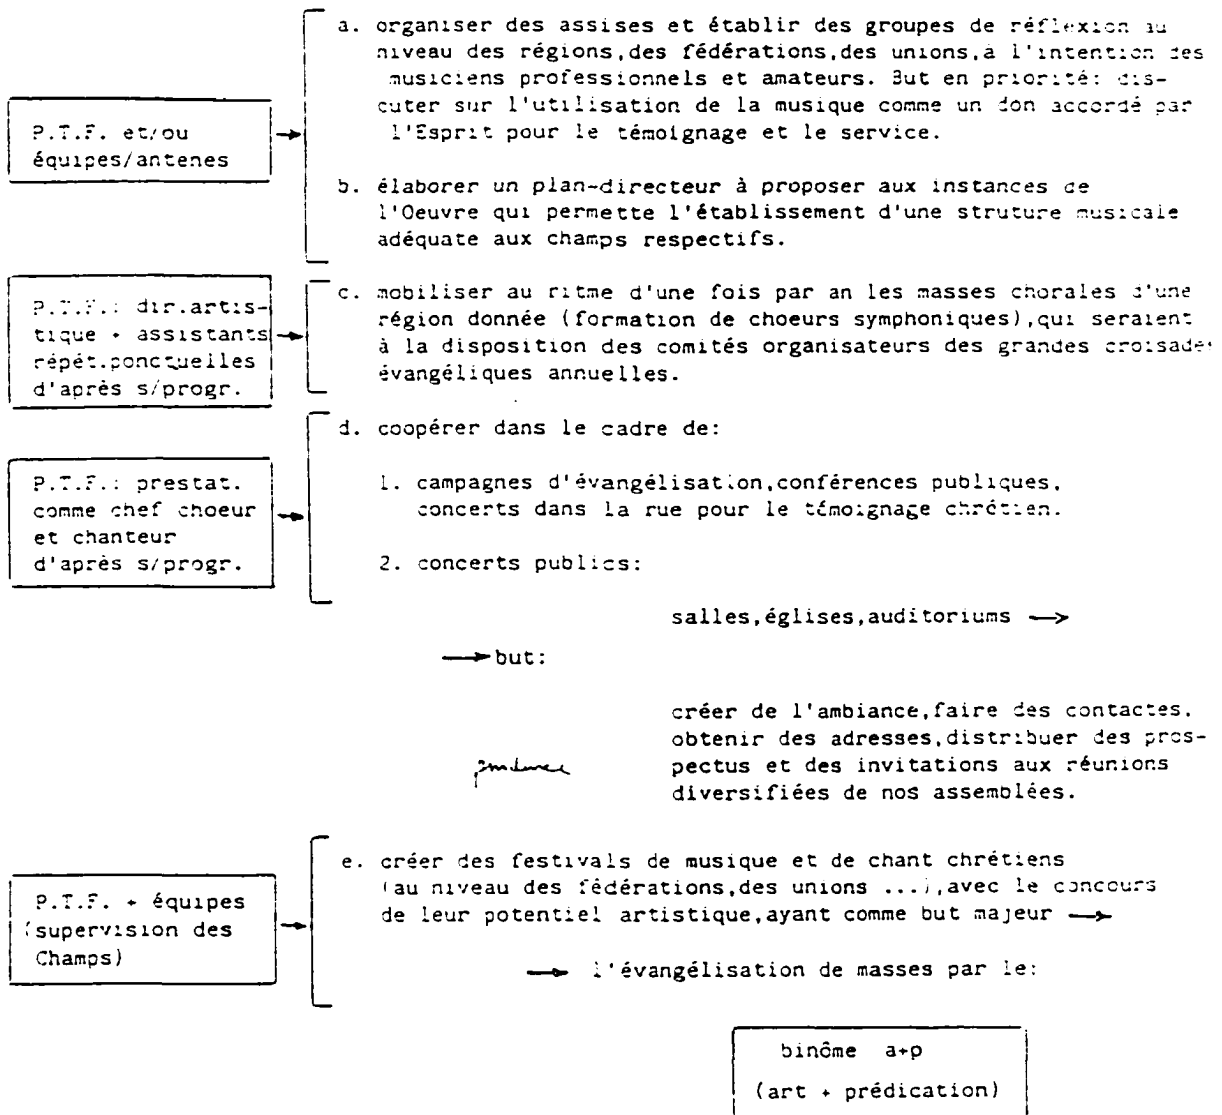 a. organiser des assises et établir des groupes de réflexion au
niveau des régions,des fédérations,des unions,à l'intention des
musiciens professionnels et amateurs. But en priorité: dis-
cuter sur l'utilisation de la musique comme un don accordé par
l'Esprit pour le témoignage et le service.
P.T.F. et/ou
équipes/antenes
b. élaborer un plan-directeur à proposer aux instances de
l'Oeuvre qui permette l'établissement d'une struture musicale
adéquate aux champs respectifs.
P.T.F.: dir.artis-
tique + assistants
répét.ponctuelles
d'après s/progr.
c. mobiliser au ritme d'une fois par an les masses chorales d'une
région donnée (formation de choeurs symphoniques),qui seraient
à la disposition des comités organisateurs des grandes croisades
évangéliques annuelles.
P.T.F.: prestat.
comme chef choeur
et chanteur
d'après s/progr.
d. coopérer dans le cadre de:
1. campagnes d'évangélisation,conférences publiques,
concerts dans la rue pour le témoignage chrétien.
2. concerts publics:
salles,églises,auditoriums →
→ but:
créer de l'ambiance,faire des contactes,
obtenir des adresses,distribuer des pros-
pectus et des invitations aux réunions
diversifiées de nos assemblées.
P.T.F. + équipes
(supervision des
Champs)
e. créer des festivals de musique et de chant chrétiens
(au niveau des fédérations,des unions ...),avec le concours
de leur potentiel artistique,ayant comme but majeur →
→ l'évangélisation de masses par le:
binôme a+p
(art + prédication)